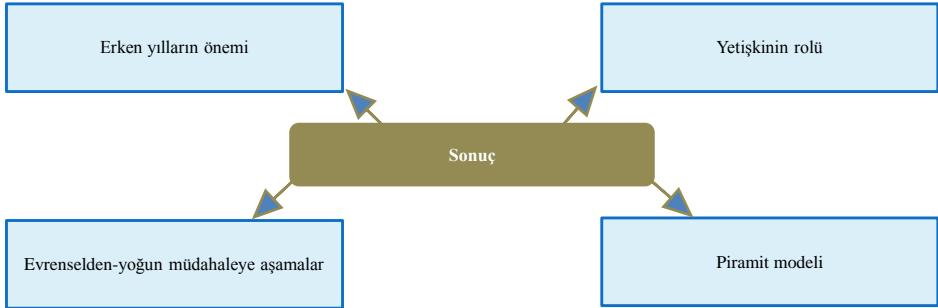 Erken yılların önemi
Yetişkinin rolü
Sonuç
Evrenselden-yoğun müdahaleye aşamalar
Piramit modeli